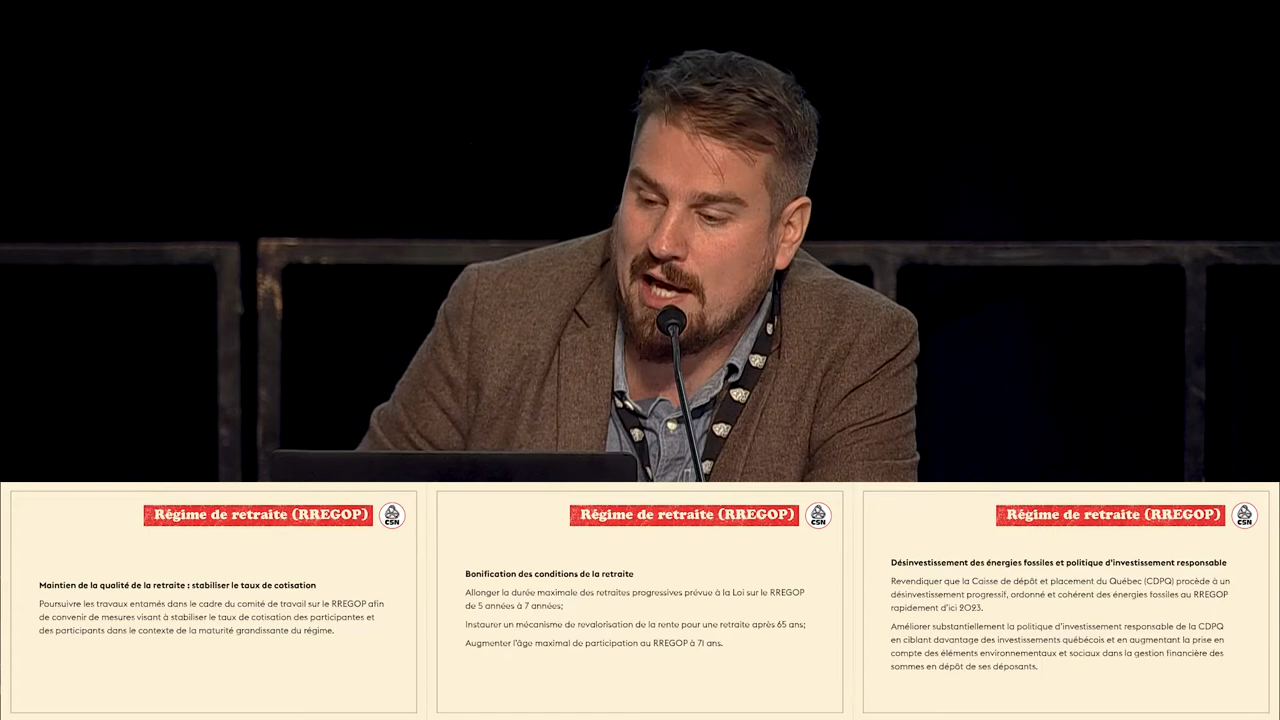 Régime de retraite (RREGOP)
CSN
Maintien de la qualité de la retraite : stabiliser le taux de cotisation
Poursuivre les travaux entamés dans le cadre du comité de travail sur le RREGOP afin
de convenir de mesures visant à stabiliser le taux de cotisation des participantes et
des participants dans le contexte de la maturité grandissante du régime.
Régime de retraite (RREGOP)
CSN
Bonification des conditions de la retraite
Allonger la durée maximale des retraites progressives prévue à la Loi sur le RREGOP
de 5 années à 7 années;
Instaurer un mécanisme de revalorisation de la rente pour une retraite après 65 ans;
Augmenter l'âge maximal de participation au RREGOP à 71 ans.
Régime de retraite (RREGOP)
CSN
Désinvestissement des énergies fossiles et politique d'investissement responsable
Revendiquer que la Caisse de dépôt et placement du Québec (CDPQ) procède à un
désinvestissement progressif, ordonné et cohérent des énergies fossiles au RREGOP
rapidement d'ici 2023.
Améliorer substantiellement la politique d'investissement responsable de la CDPQ
en ciblant davantage des investissements québécois et en augmentant la prise en
compte des éléments environnementaux et sociaux dans la gestion financière des
sommes en dépôt de ses déposants.